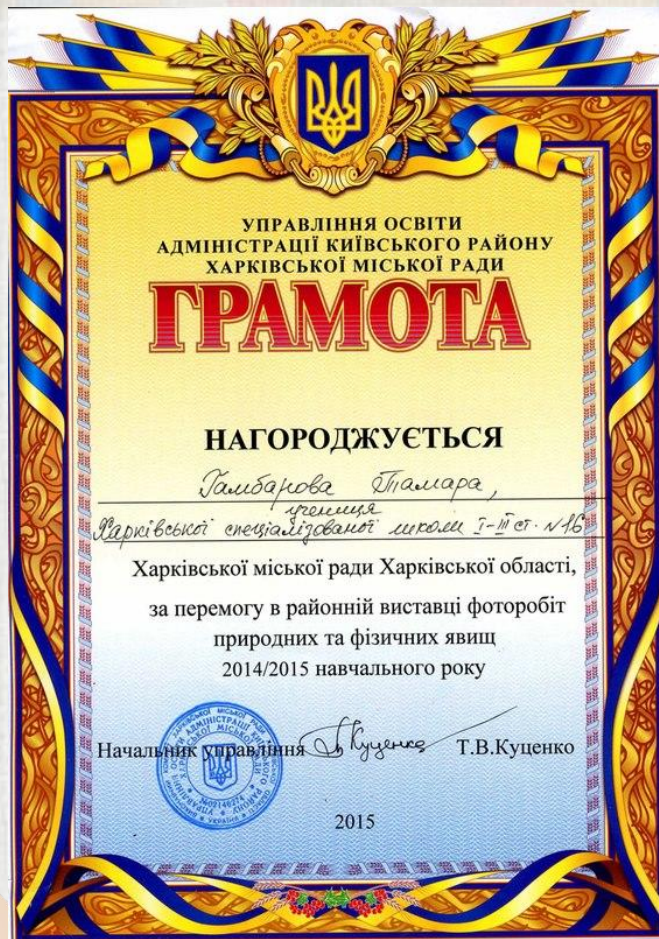 УПРАВЛІННЯ ОСВІТИ
АДМІНІСТРАЦІЇ КИЇВСЬКОГО РАЙОНУ
ХАРКІВСЬКОЇ МІСЬКОЇ РАДИ
ГРАМОТА
НАГОРОДЖУЄТЬСЯ
Гамбарова Тамара,
учениця
Харківської спеціалізованої школи І-ІІІ ст. №16
Харківської міської ради Харківської області,
за перемогу в районній виставці фоторобіт
природних та фізичних явищ
2014/2015 навчального року
Начальник управління Куценко Т.В.Куценко
2015